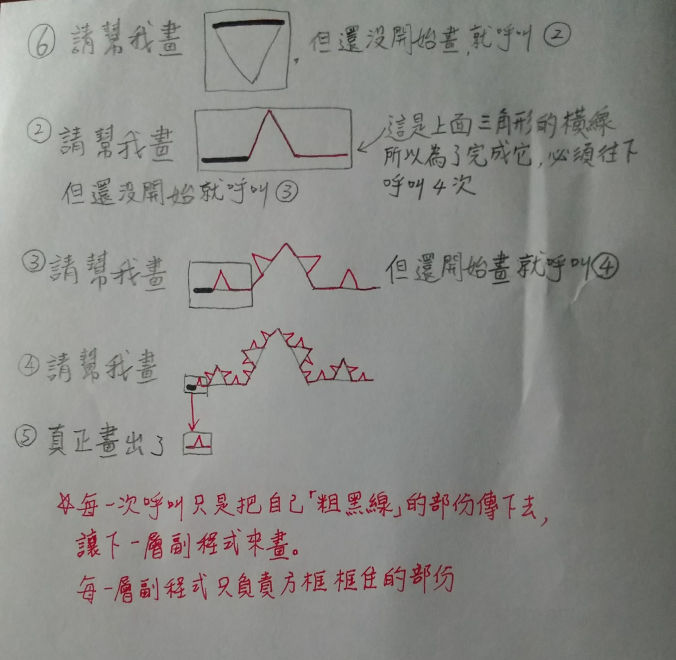 ⑥ 請幫我畫 , 但還沒開始畫,就呼叫②
② 請幫我畫
這是上面三角形的橫線
所以為了完成它,必須往下
呼叫4次
但還沒開始就呼叫③
③ 請幫我畫 但還開始畫就呼叫④
④ 請幫我畫
⑤ 真正畫出了
☆每一次呼叫只是把自己「粗黑線」的部份傳下去,
讓下一層副程式來畫。
每一層副程式只負責方框框住的部份